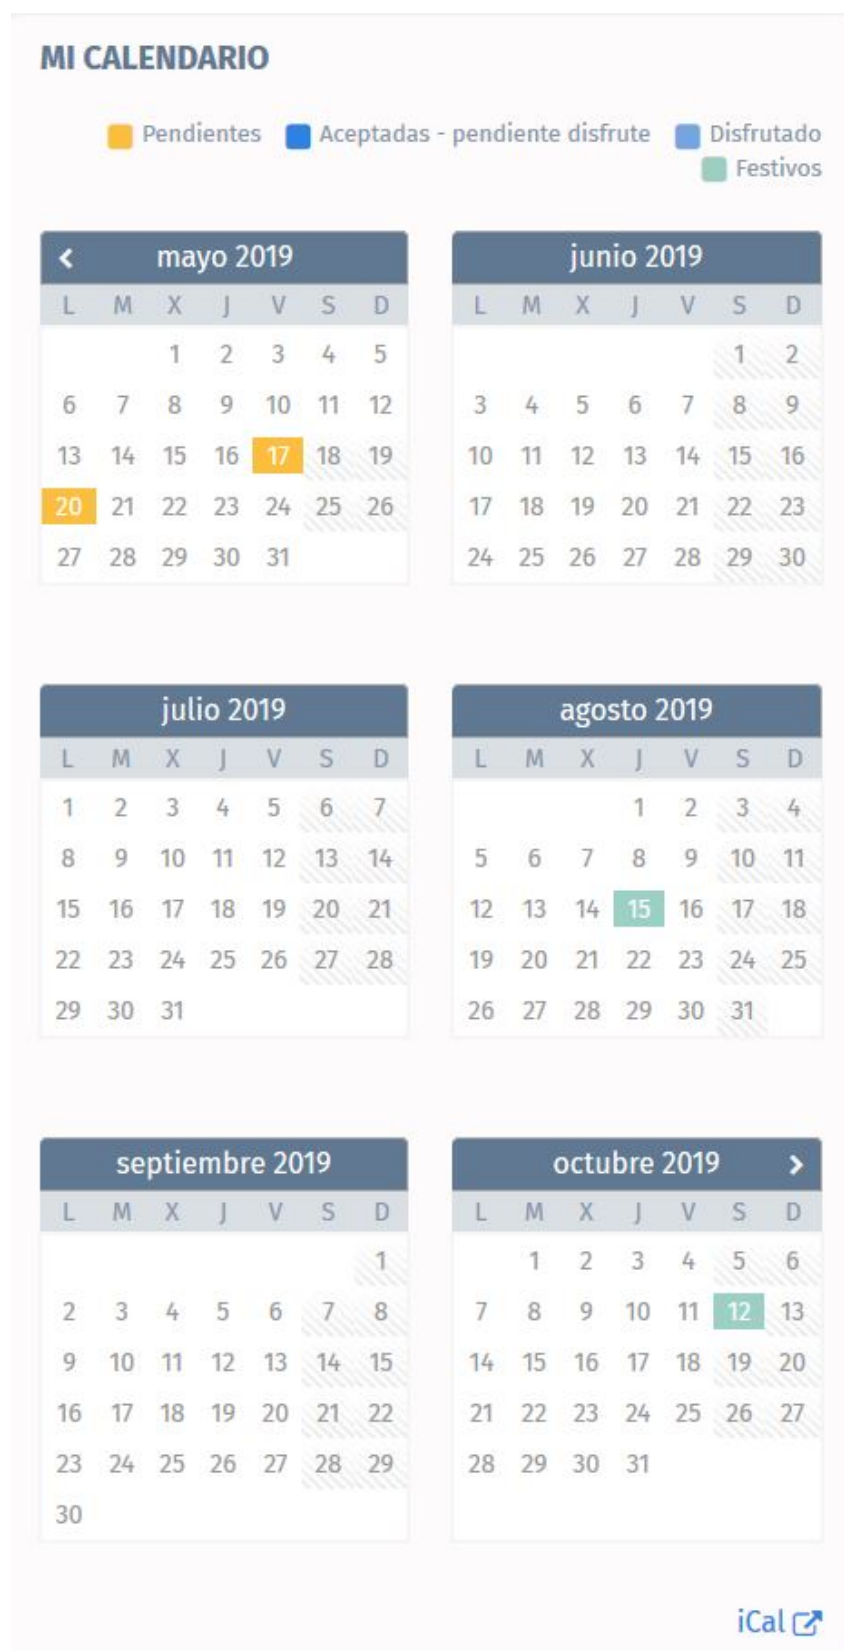 MI CALENDARIO
Pendientes Aceptadas - pendiente disfrute Disfrutado
Festivos
mayo 2019
L M X J V S D
1 2 3 4 5
6 7 8 9 10 11 12
13 14 15 16 17 18 19
20 21 22 23 24 25 26
27 28 29 30 31
junio 2019
L M X J V S D
1 2
3 4 5 6 7 8 9
10 11 12 13 14 15 16
17 18 19 20 21 22 23
24 25 26 27 28 29 30
julio 2019
L M X J V S D
1 2 3 4 5 6 7
8 9 10 11 12 13 14
15 16 17 18 19 20 21
22 23 24 25 26 27 28
29 30 31
agosto 2019
L M X J V S D
1 2 3 4
5 6 7 8 9 10 11
12 13 14 15 16 17 18
19 20 21 22 23 24 25
26 27 28 29 30 31
septiembre 2019
L M X J V S D
1
2 3 4 5 6 7 8
9 10 11 12 13 14 15
16 17 18 19 20 21 22
23 24 25 26 27 28 29
30
octubre 2019
L M X J V S D
1 2 3 4 5 6
7 8 9 10 11 12 13
14 15 16 17 18 19 20
21 22 23 24 25 26 27
28 29 30 31
iCal